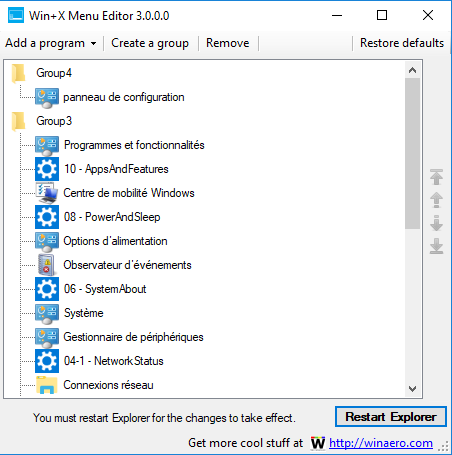 Win+X Menu Editor 3.0.0.0
Add a program Create a group Remove Restore defaults
Group4
panneau de configuration
Group3
Programmes et fonctionnalités
10 - AppsAndFeatures
Centre de mobilité Windows
08 - PowerAndSleep
Options d'alimentation
Observateur d'événements
06 - SystemAbout
Système
Gestionnaire de périphériques
04-1 - NetworkStatus
Connexions réseau
You must restart Explorer for the changes to take effect. Restart Explorer
Get more cool stuff at W http://winaero.com